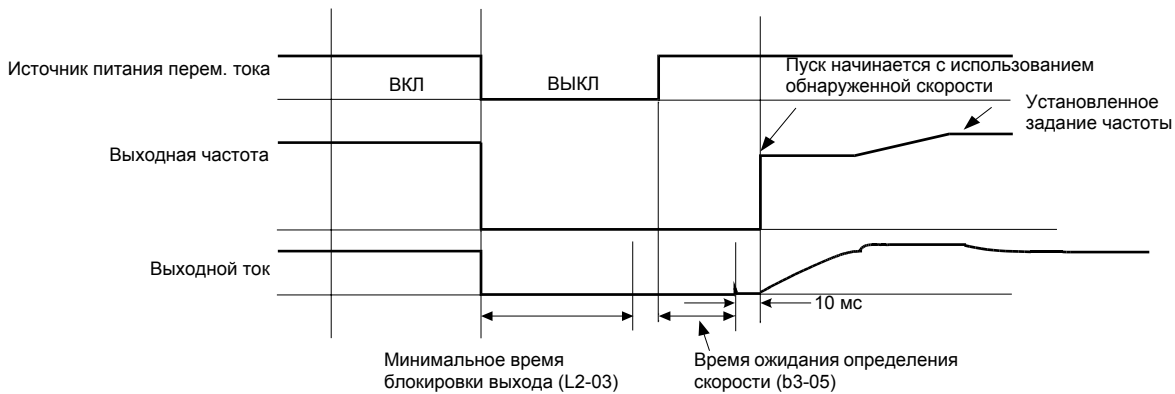 Источник питания перем. тока
ВКЛ
ВЫКЛ
Пуск начинается с использованием
обнаруженной скорости
Установленное
задание частоты
Выходная частота
Выходной ток
10 мс
Минимальное время
блокировки выхода (L2-03)
Время ожидания определения
скорости (b3-05)